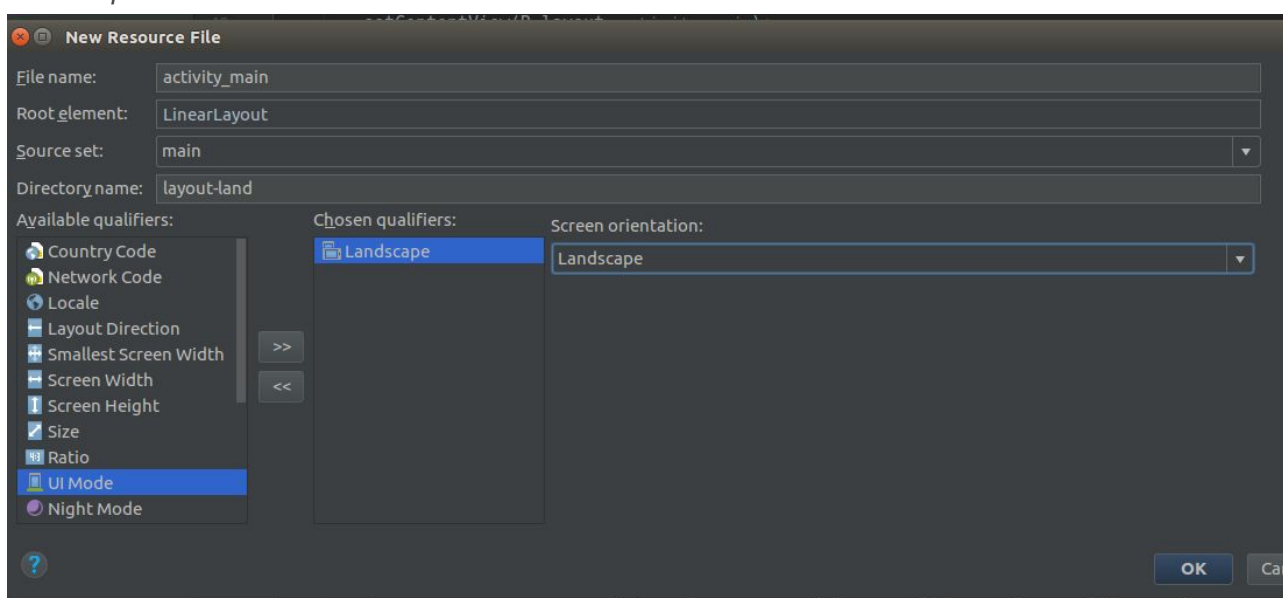 New Resource File
File name: activity_main
Root element: LinearLayout
Source set: main
Directory name: layout-land
Available qualifiers: Chosen qualifiers: Screen orientation:
Country Code Landscape Landscape
Network Code
Locale
Layout Direction
Smallest Screen Width >>
Screen Width <<
Screen Height
Size
Ratio
UI Mode
Night Mode
? OK Ca